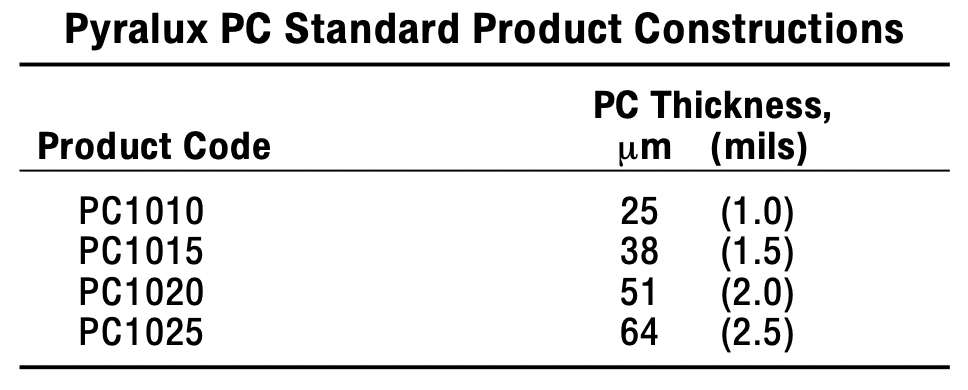 Pyralux PC Standard Product Constructions
PC Thickness,
Product Code μm (mils)
PC1010 25 (1.0)
PC1015 38 (1.5)
PC1020 51 (2.0)
PC1025 64 (2.5)